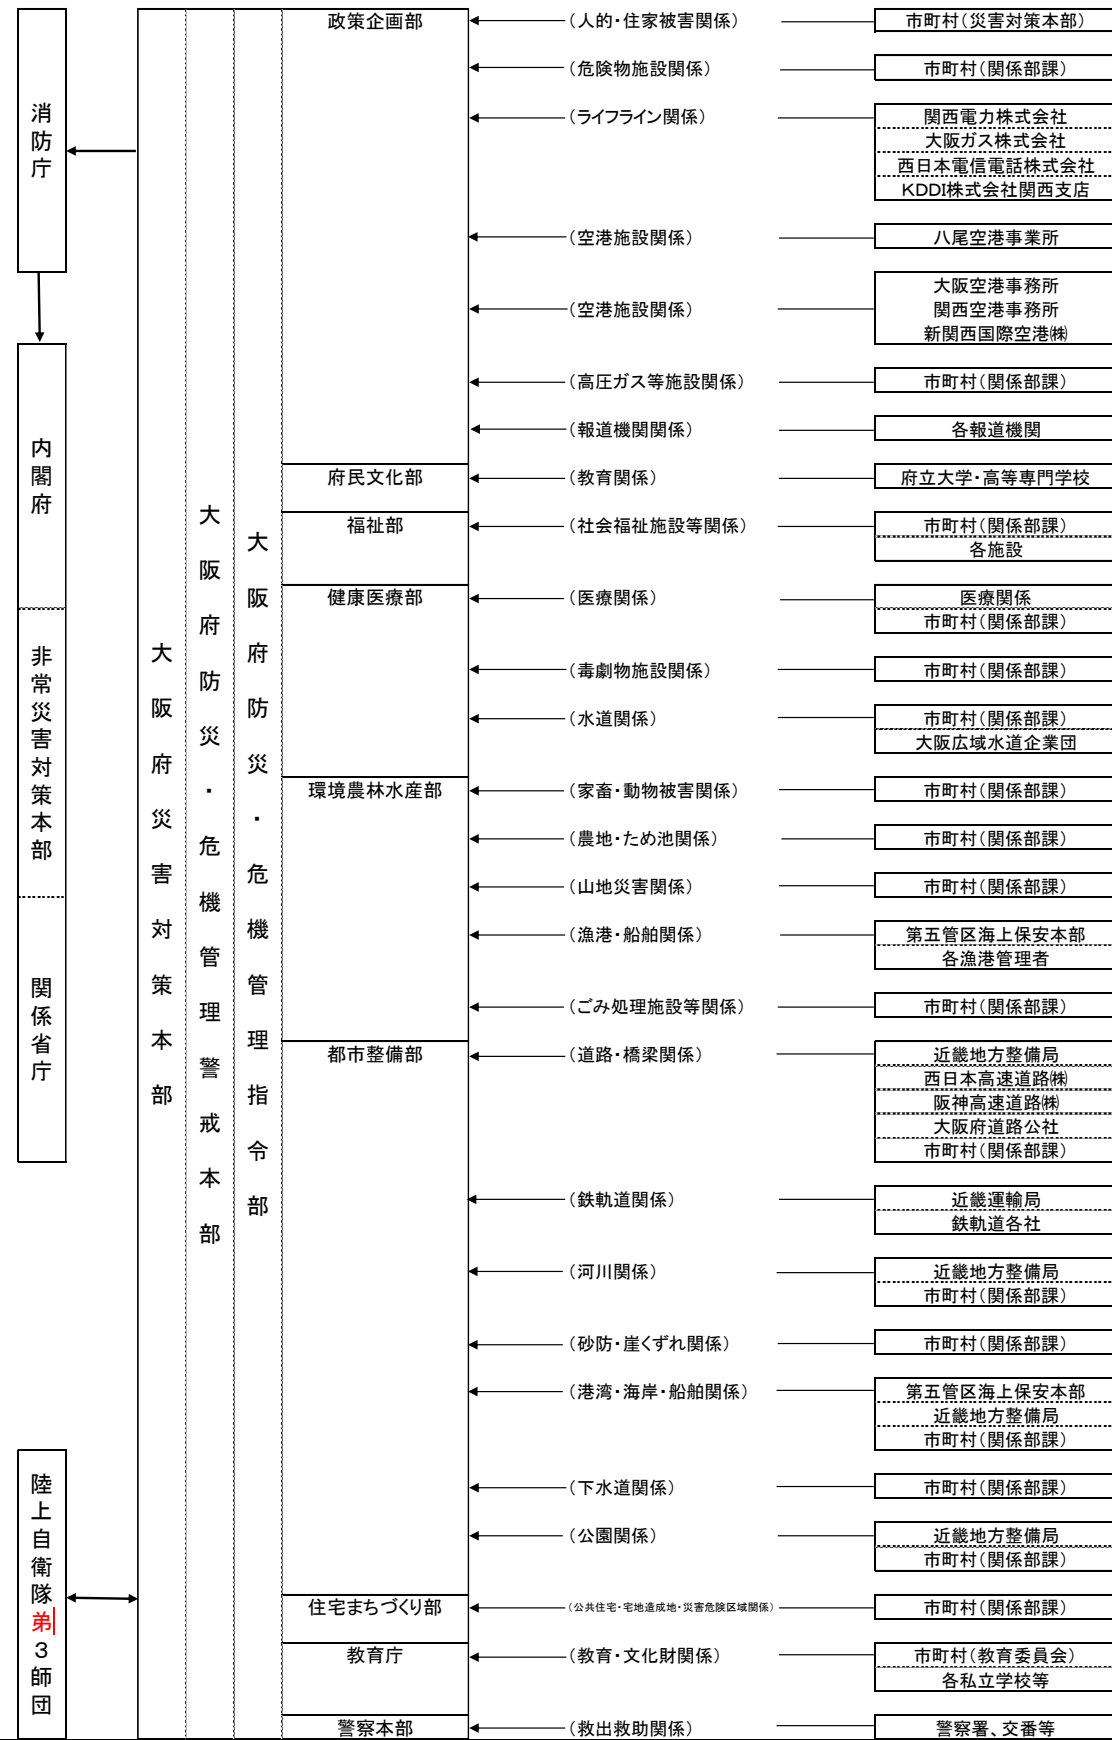 消防庁
内閣府
非常災害対策本部
関係省庁
陸上自衛隊弟３師団
大阪府災害対策本部
大阪府防災・危機管理警戒本部
大阪府防災・危機管理指令部
政策企画部
（人的・住家被害関係）
市町村（災害対策本部）
（危険物施設関係）
市町村（関係部課）
（ライフライン関係）
関西電力株式会社
大阪ガス株式会社
西日本電信電話株式会社
KDDI株式会社関西支店
（空港施設関係）
八尾空港事業所
（空港施設関係）
大阪空港事務所
関西空港事務所
新関西国際空港㈱
（高圧ガス等施設関係）
市町村（関係部課）
（報道機関関係）
各報道機関
府民文化部
（教育関係）
府立大学・高等専門学校
福祉部
（社会福祉施設等関係）
市町村（関係部課）
各施設
健康医療部
（医療関係）
医療関係
市町村（関係部課）
（毒劇物施設関係）
市町村（関係部課）
（水道関係）
市町村（関係部課）
大阪広域水道企業団
環境農林水産部
（家畜・動物被害関係）
市町村（関係部課）
（農地・ため池関係）
市町村（関係部課）
（山地災害関係）
市町村（関係部課）
（漁港・船舶関係）
第五管区海上保安本部
各漁港管理者
（ごみ処理施設等関係）
市町村（関係部課）
都市整備部
（道路・橋梁関係）
近畿地方整備局
西日本高速道路㈱
阪神高速道路㈱
大阪府道路公社
市町村（関係部課）
（鉄軌道関係）
近畿運輸局
鉄軌道各社
（河川関係）
近畿地方整備局
市町村（関係部課）
（砂防・崖くずれ関係）
市町村（関係部課）
（港湾・海岸・船舶関係）
第五管区海上保安本部
近畿地方整備局
市町村（関係部課）
（下水道関係）
市町村（関係部課）
（公園関係）
近畿地方整備局
市町村（関係部課）
住宅まちづくり部
（公共住宅・宅地造成地・災害危険区域関係）
市町村（関係部課）
教育庁
（教育・文化財関係）
市町村（教育委員会）
各私立学校等
警察本部
（救出救助関係）
警察署、交番等